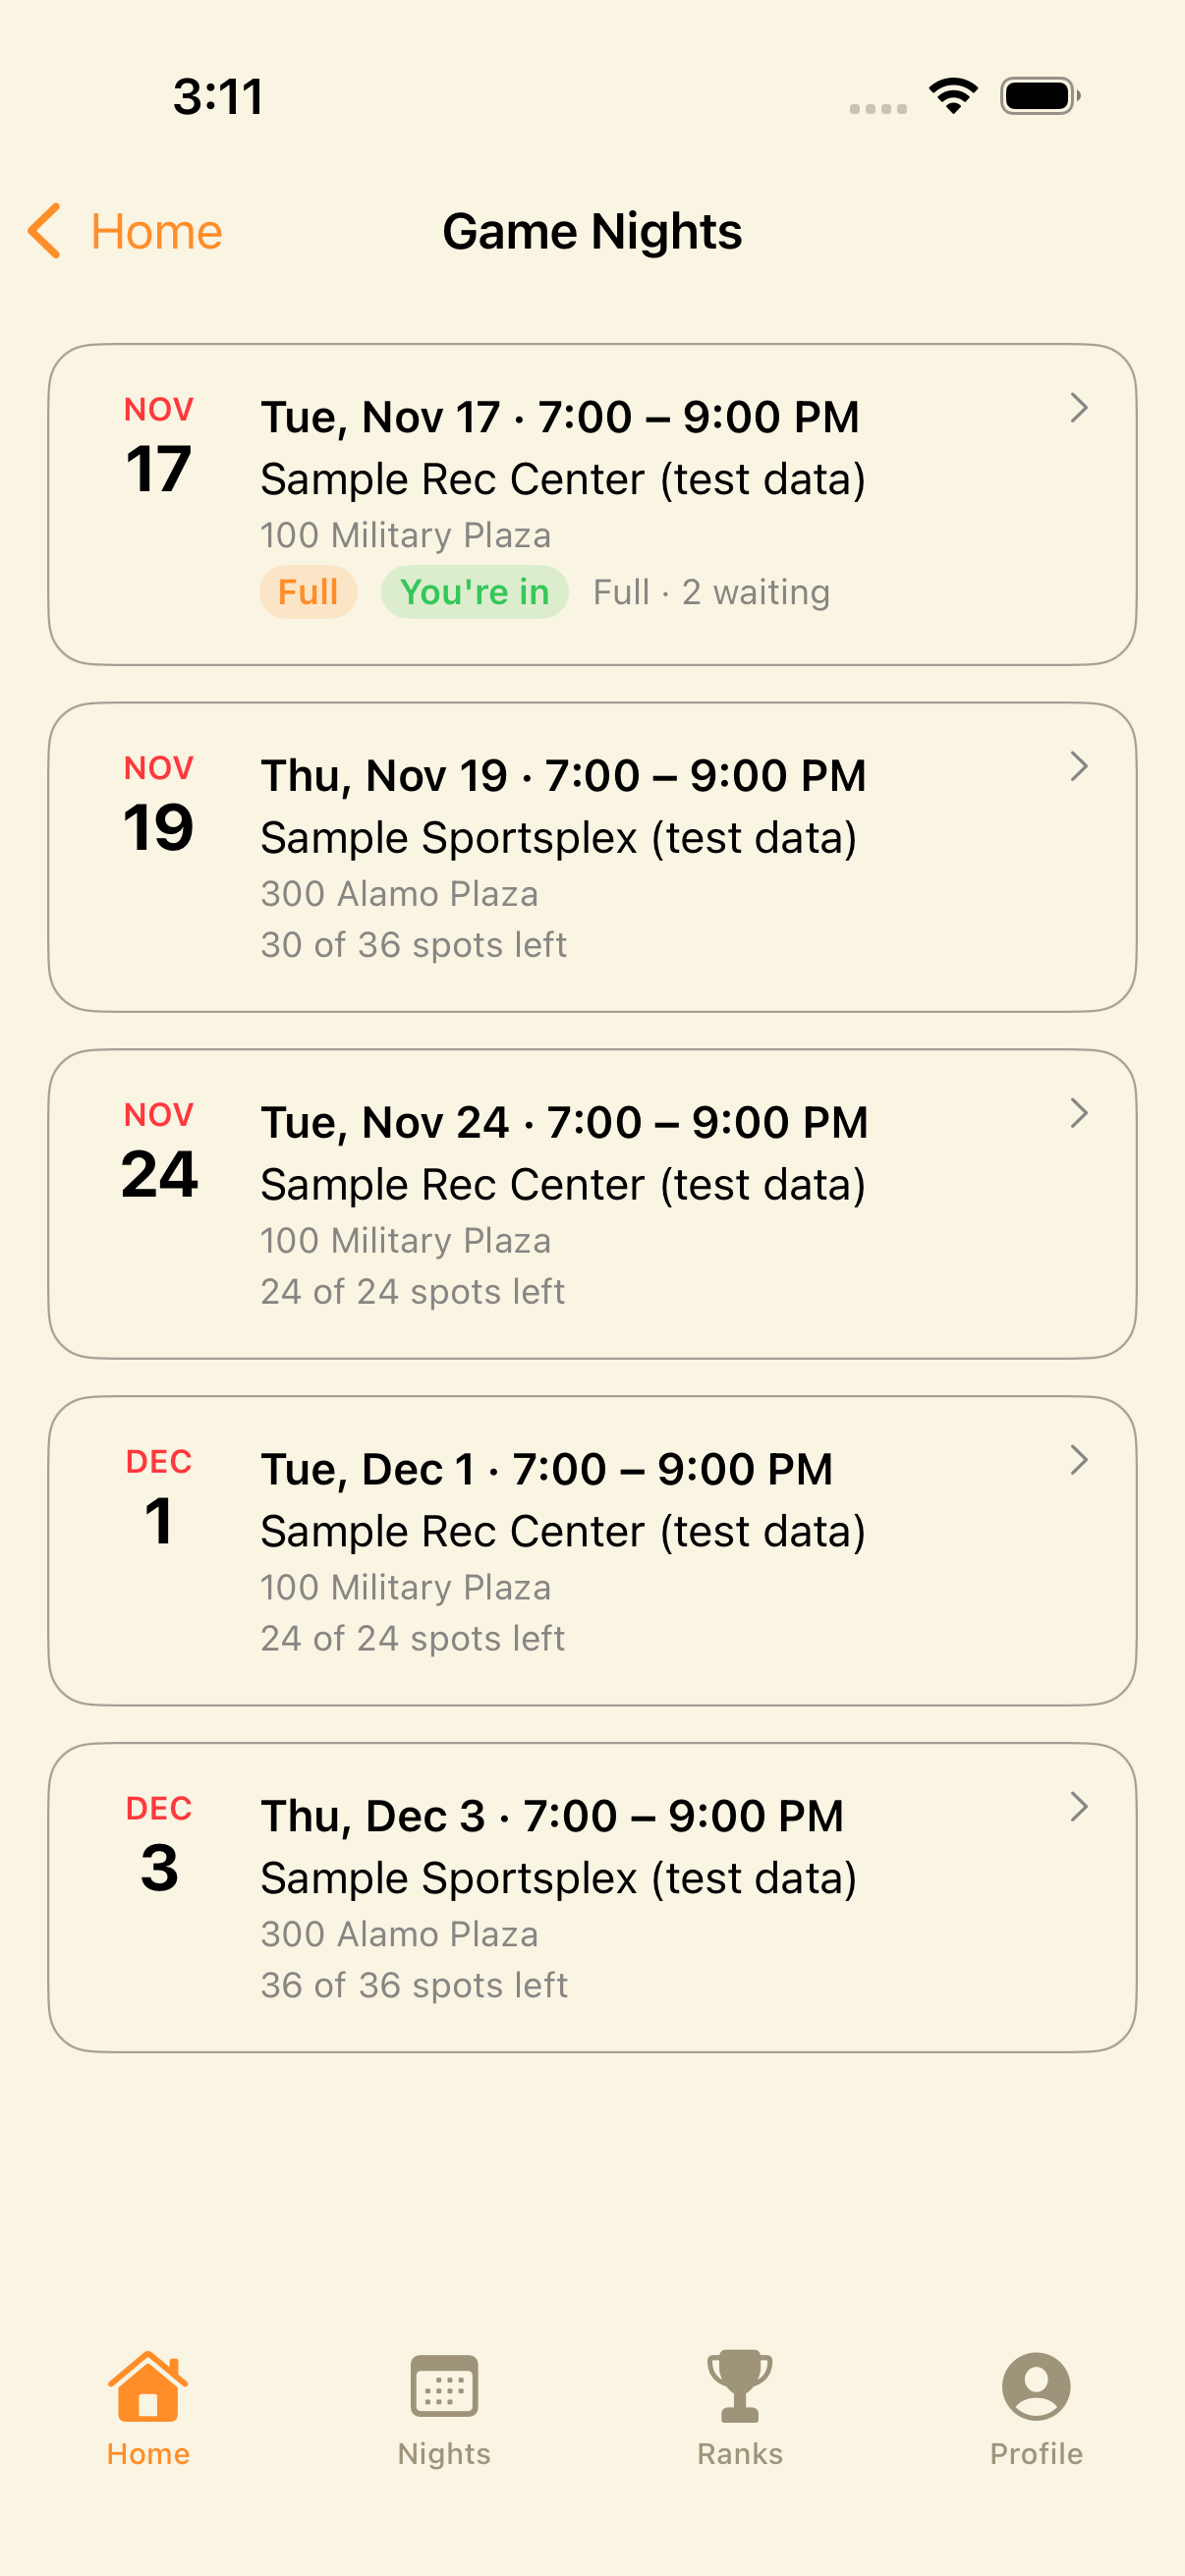 3:11
Home
Game Nights
NOV
17
Tue, Nov 17 · 7:00 – 9:00 PM
Sample Rec Center (test data)
100 Military Plaza
Full You're in Full · 2 waiting
NOV
19
Thu, Nov 19 · 7:00 – 9:00 PM
Sample Sportsplex (test data)
300 Alamo Plaza
30 of 36 spots left
NOV
24
Tue, Nov 24 · 7:00 – 9:00 PM
Sample Rec Center (test data)
100 Military Plaza
24 of 24 spots left
DEC
1
Tue, Dec 1 · 7:00 – 9:00 PM
Sample Rec Center (test data)
100 Military Plaza
24 of 24 spots left
DEC
3
Thu, Dec 3 · 7:00 – 9:00 PM
Sample Sportsplex (test data)
300 Alamo Plaza
36 of 36 spots left
Home Nights Ranks Profile